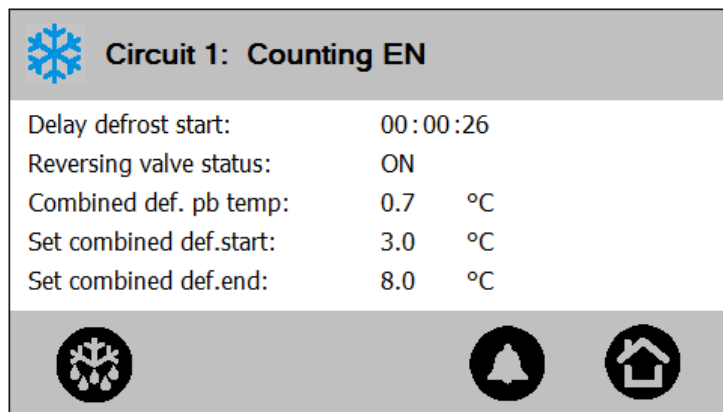 Circuit 1: Counting EN
Delay defrost start: 00:00:26
Reversing valve status: ON
Combined def. pb temp: 0.7 °C
Set combined def.start: 3.0 °C
Set combined def.end: 8.0 °C